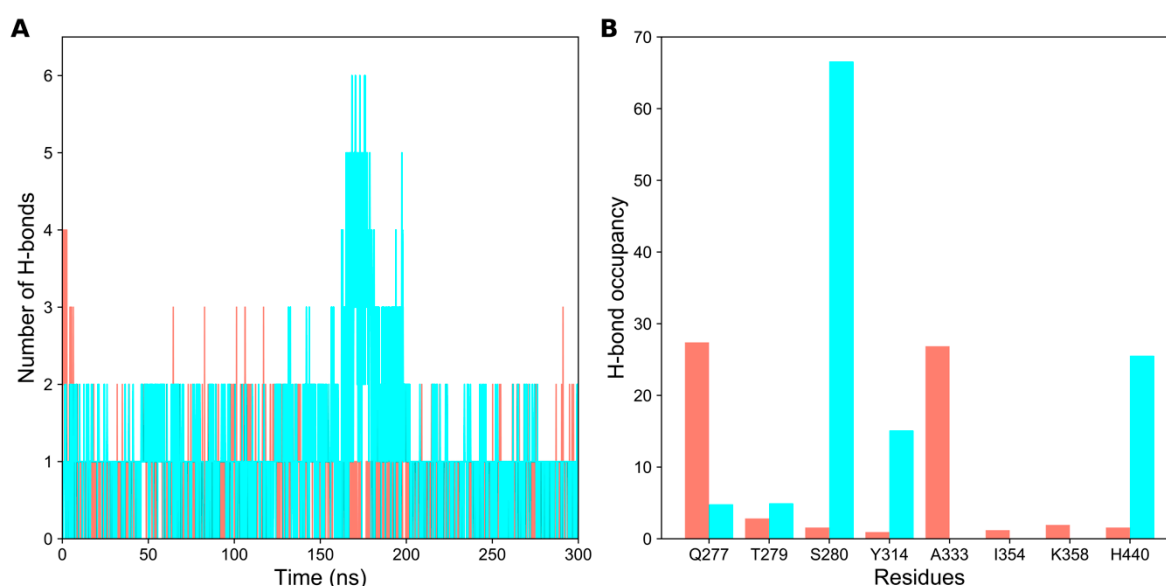 A
Number of H-bonds
6
5
4
3
2
1
0
0 50 100 150 200 250 300
Time (ns)
B
H-bond occupancy
70
60
50
40
30
20
10
0
Q277 T279 S280 Y314 A333 I354 K358 H440
Residues